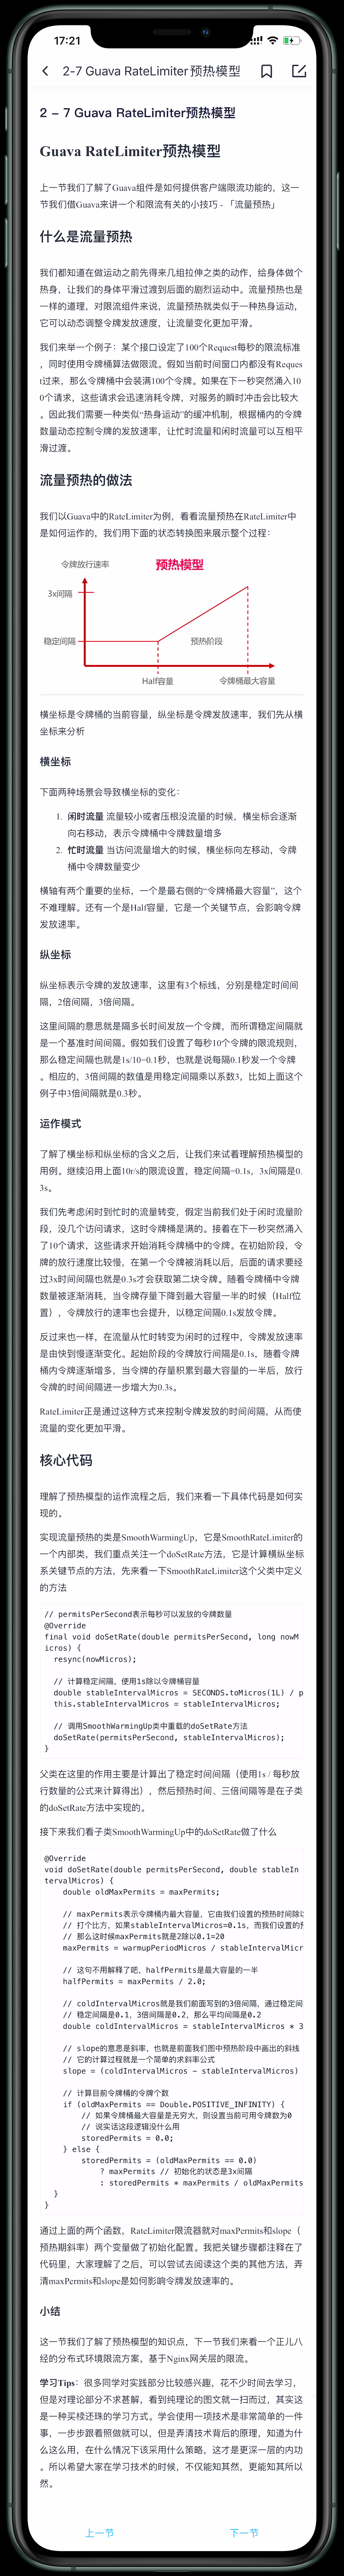 17:21
2-7 Guava RateLimiter预热模型
2 – 7 Guava RateLimiter预热模型
Guava RateLimiter预热模型
上一节我们了解了Guava组件是如何提供客户端限流功能的，这一
节我们借Guava来讲一个和限流有关的小技巧 - 「流量预热」
什么是流量预热
我们都知道在做运动之前先得来几组拉伸之类的动作，给身体做个
热身，让我们的身体平滑过渡到后面的剧烈运动中。流量预热也是
一样的道理，对限流组件来说，流量预热就类似于一种热身运动，
它可以动态调整令牌发放速度，让流量变化更加平滑。
我们来举一个例子：某个接口设定了100个Request每秒的限流标准
，同时使用令牌桶算法做限流。假如当前时间窗口内都没有Reques
t过来，那么令牌桶中会装满100个令牌。如果在下一秒突然涌入10
0个请求，这些请求会迅速消耗令牌，对服务的瞬时冲击会比较大
。因此我们需要一种类似“热身运动”的缓冲机制，根据桶内的令牌
数量动态控制令牌的发放速率，让忙时流量和闲时流量可以互相平
滑过渡。
流量预热的做法
我们以Guava中的RateLimiter为例，看看流量预热在RateLimiter中
是如何运作的，我们用下面的状态转换图来展示整个过程：
令牌放行速率
预热模型
3x间隔
稳定间隔
预热阶段
Half容量
令牌桶最大容量
横坐标是令牌桶的当前容量，纵坐标是令牌发放速率，我们先从横
坐标来分析
横坐标
下面两种场景会导致横坐标的变化：
1. 闲时流量 流量较小或者压根没流量的时候，横坐标会逐渐
向右移动，表示令牌桶中令牌数量增多
2. 忙时流量 当访问流量增大的时候，横坐标向左移动，令牌
桶中令牌数量变少
横轴有两个重要的坐标，一个是最右侧的“令牌桶最大容量”，这个
不难理解。还有一个是Half容量，它是一个关键节点，会影响令牌
发放速率。
纵坐标
纵坐标表示令牌的发放速率，这里有3个标线，分别是稳定时间间
隔，2倍间隔，3倍间隔。
这里间隔的意思就是隔多长时间发放一个令牌，而所谓稳定间隔就
是一个基准时间间隔。假如我们设置了每秒10个令牌的限流规则，
那么稳定间隔也就是1s/10=0.1秒，也就是说每隔0.1秒发一个令牌
。相应的，3倍间隔的数值是用稳定间隔乘以系数3，比如上面这个
例子中3倍间隔就是0.3秒。
运作模式
了解了横坐标和纵坐标的含义之后，让我们来试着理解预热模型的
用例。继续沿用上面10r/s的限流设置，稳定间隔=0.1s，3x间隔是0.
3s。
我们先考虑闲时到忙时的流量转变，假定当前我们处于闲时流量阶
段，没几个访问请求，这时令牌桶是满的。接着在下一秒突然涌入
了10个请求，这些请求开始消耗令牌桶中的令牌。在初始阶段，令
牌的放行速度比较慢，在第一个令牌被消耗以后，后面的请求要经
过3x时间间隔也就是0.3s才会获取第二块令牌。随着令牌桶中令牌
数量被逐渐消耗，当令牌存量下降到最大容量一半的时候（Half位
置），令牌放行的速率也会提升，以稳定间隔0.1s发放令牌。
反过来也一样，在流量从忙时转变为闲时的过程中，令牌发放速率
是由快到慢逐渐变化。起始阶段的令牌放行间隔是0.1s，随着令牌
桶内令牌逐渐增多，当令牌的存量积累到最大容量的一半后，放行
令牌的时间间隔进一步增大为0.3s。
RateLimiter正是通过这种方式来控制令牌发放的时间间隔，从而使
流量的变化更加平滑。
核心代码
理解了预热模型的运作流程之后，我们来看一下具体代码是如何实
现的。
实现流量预热的类是SmoothWarmingUp，它是SmoothRateLimiter的
一个内部类，我们重点关注一个doSetRate方法，它是计算横纵坐标
系关键节点的方法，先来看一下SmoothRateLimiter这个父类中定义
的方法
// permitsPerSecond表示每秒可以发放的令牌数量
@Override
final void doSetRate(double permitsPerSecond, long nowM
icros) {
resync(nowMicros);
// 计算稳定间隔，使用1s除以令牌桶容量
double stableIntervalMicros = SECONDS.toMicros(1L) / p
this.stableIntervalMicros = stableIntervalMicros;
// 调用SmoothWarmingUp类中重载的doSetRate方法
doSetRate(permitsPerSecond, stableIntervalMicros);
}
父类在这里的作用主要是计算出了稳定时间间隔（使用1s / 每秒放
行数量的公式来计算得出），然后预热时间、三倍间隔等是在子类
的doSetRate方法中实现的。
接下来我们看子类SmoothWarmingUp中的doSetRate做了什么
@Override
void doSetRate(double permitsPerSecond, double stableIn
tervalMicros) {
double oldMaxPermits = maxPermits;
// maxPermits表示令牌桶内最大容量，它由我们设置的预热时间除以
// 打个比方，如果stableIntervalMicros=0.1s，而我们设置的预
// 那么这时候maxPermits就是2除以0.1=20
maxPermits = warmupPeriodMicros / stableIntervalMicr
// 这句不用解释了吧，halfPermits是最大容量的一半
halfPermits = maxPermits / 2.0;
// coldIntervalMicros就是我们前面写到的3倍间隔，通过稳定间
// 稳定间隔是0.1，3倍间隔是0.2，那么平均间隔是0.2
double coldIntervalMicros = stableIntervalMicros * 3
// slope的意思是斜率，也就是前面我们图中预热阶段中画出的斜线
// 它的计算过程就是一个简单的求斜率公式
slope = (coldIntervalMicros - stableIntervalMicros)
// 计算目前令牌桶的令牌个数
if (oldMaxPermits == Double.POSITIVE_INFINITY) {
// 如果令牌桶最大容量是无穷大，则设置当前可用令牌数为0
// 说实话这段逻辑没什么用
storedPermits = 0.0;
} else {
storedPermits = (oldMaxPermits == 0.0)
? maxPermits // 初始化的状态是3x间隔
: storedPermits * maxPermits / oldMaxPermits
}
}
通过上面的两个函数，RateLimiter限流器就对maxPermits和slope（
预热期斜率）两个变量做了初始化配置。我把关键步骤都注释在了
代码里，大家理解了之后，可以尝试去阅读这个类的其他方法，弄
清maxPermits和slope是如何影响令牌发放速率的。
小结
这一节我们了解了预热模型的知识点，下一节我们来看一个正儿八
经的分布式环境限流方案，基于Nginx网关层的限流。
学习Tips：很多同学对实践部分比较感兴趣，花不少时间去学习，
但是对理论部分不求甚解，看到纯理论的图文就一扫而过，其实这
是一种买椟还珠的学习方式。学会使用一项技术是非常简单的一件
事，一步步跟着照做就可以，但是弄清技术背后的原理，知道为什
么这么用，在什么情况下该采用什么策略，这才是更深一层的内功
。所以希望大家在学习技术的时候，不仅能知其然，更能知其所以
然。
上一节
下一节